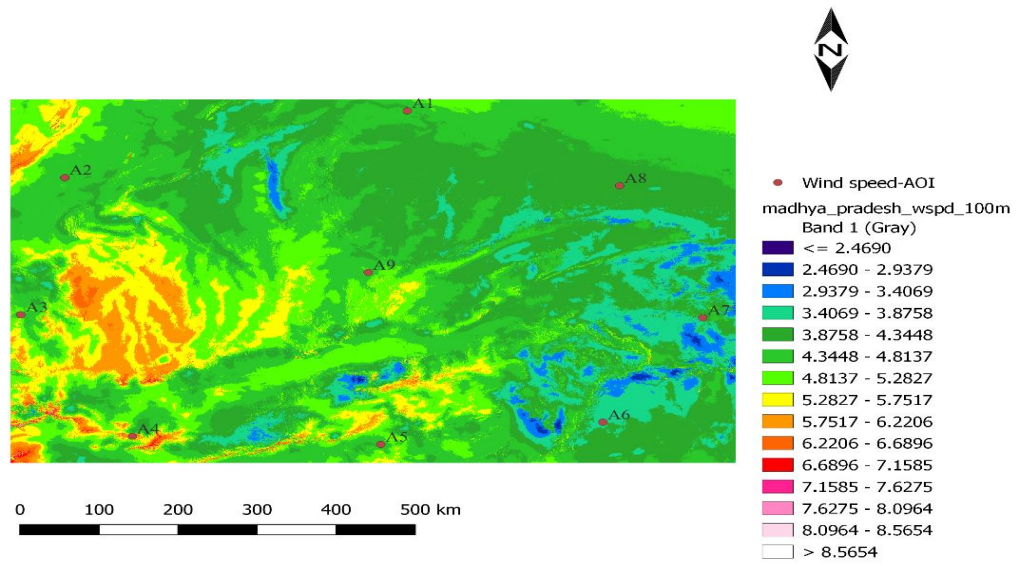 N
A1
A2
A8
A9
A3
A7
A6
A4
A5
Wind speed-AOI
madhya_pradesh_wspd_100m
Band 1 (Gray)
<= 2.4690
2.4690 - 2.9379
2.9379 - 3.4069
3.4069 - 3.8758
3.8758 - 4.3448
4.3448 - 4.8137
4.8137 - 5.2827
5.2827 - 5.7517
5.7517 - 6.2206
6.2206 - 6.6896
6.6896 - 7.1585
7.1585 - 7.6275
7.6275 - 8.0964
8.0964 - 8.5654
> 8.5654
0 100 200 300 400 500 km